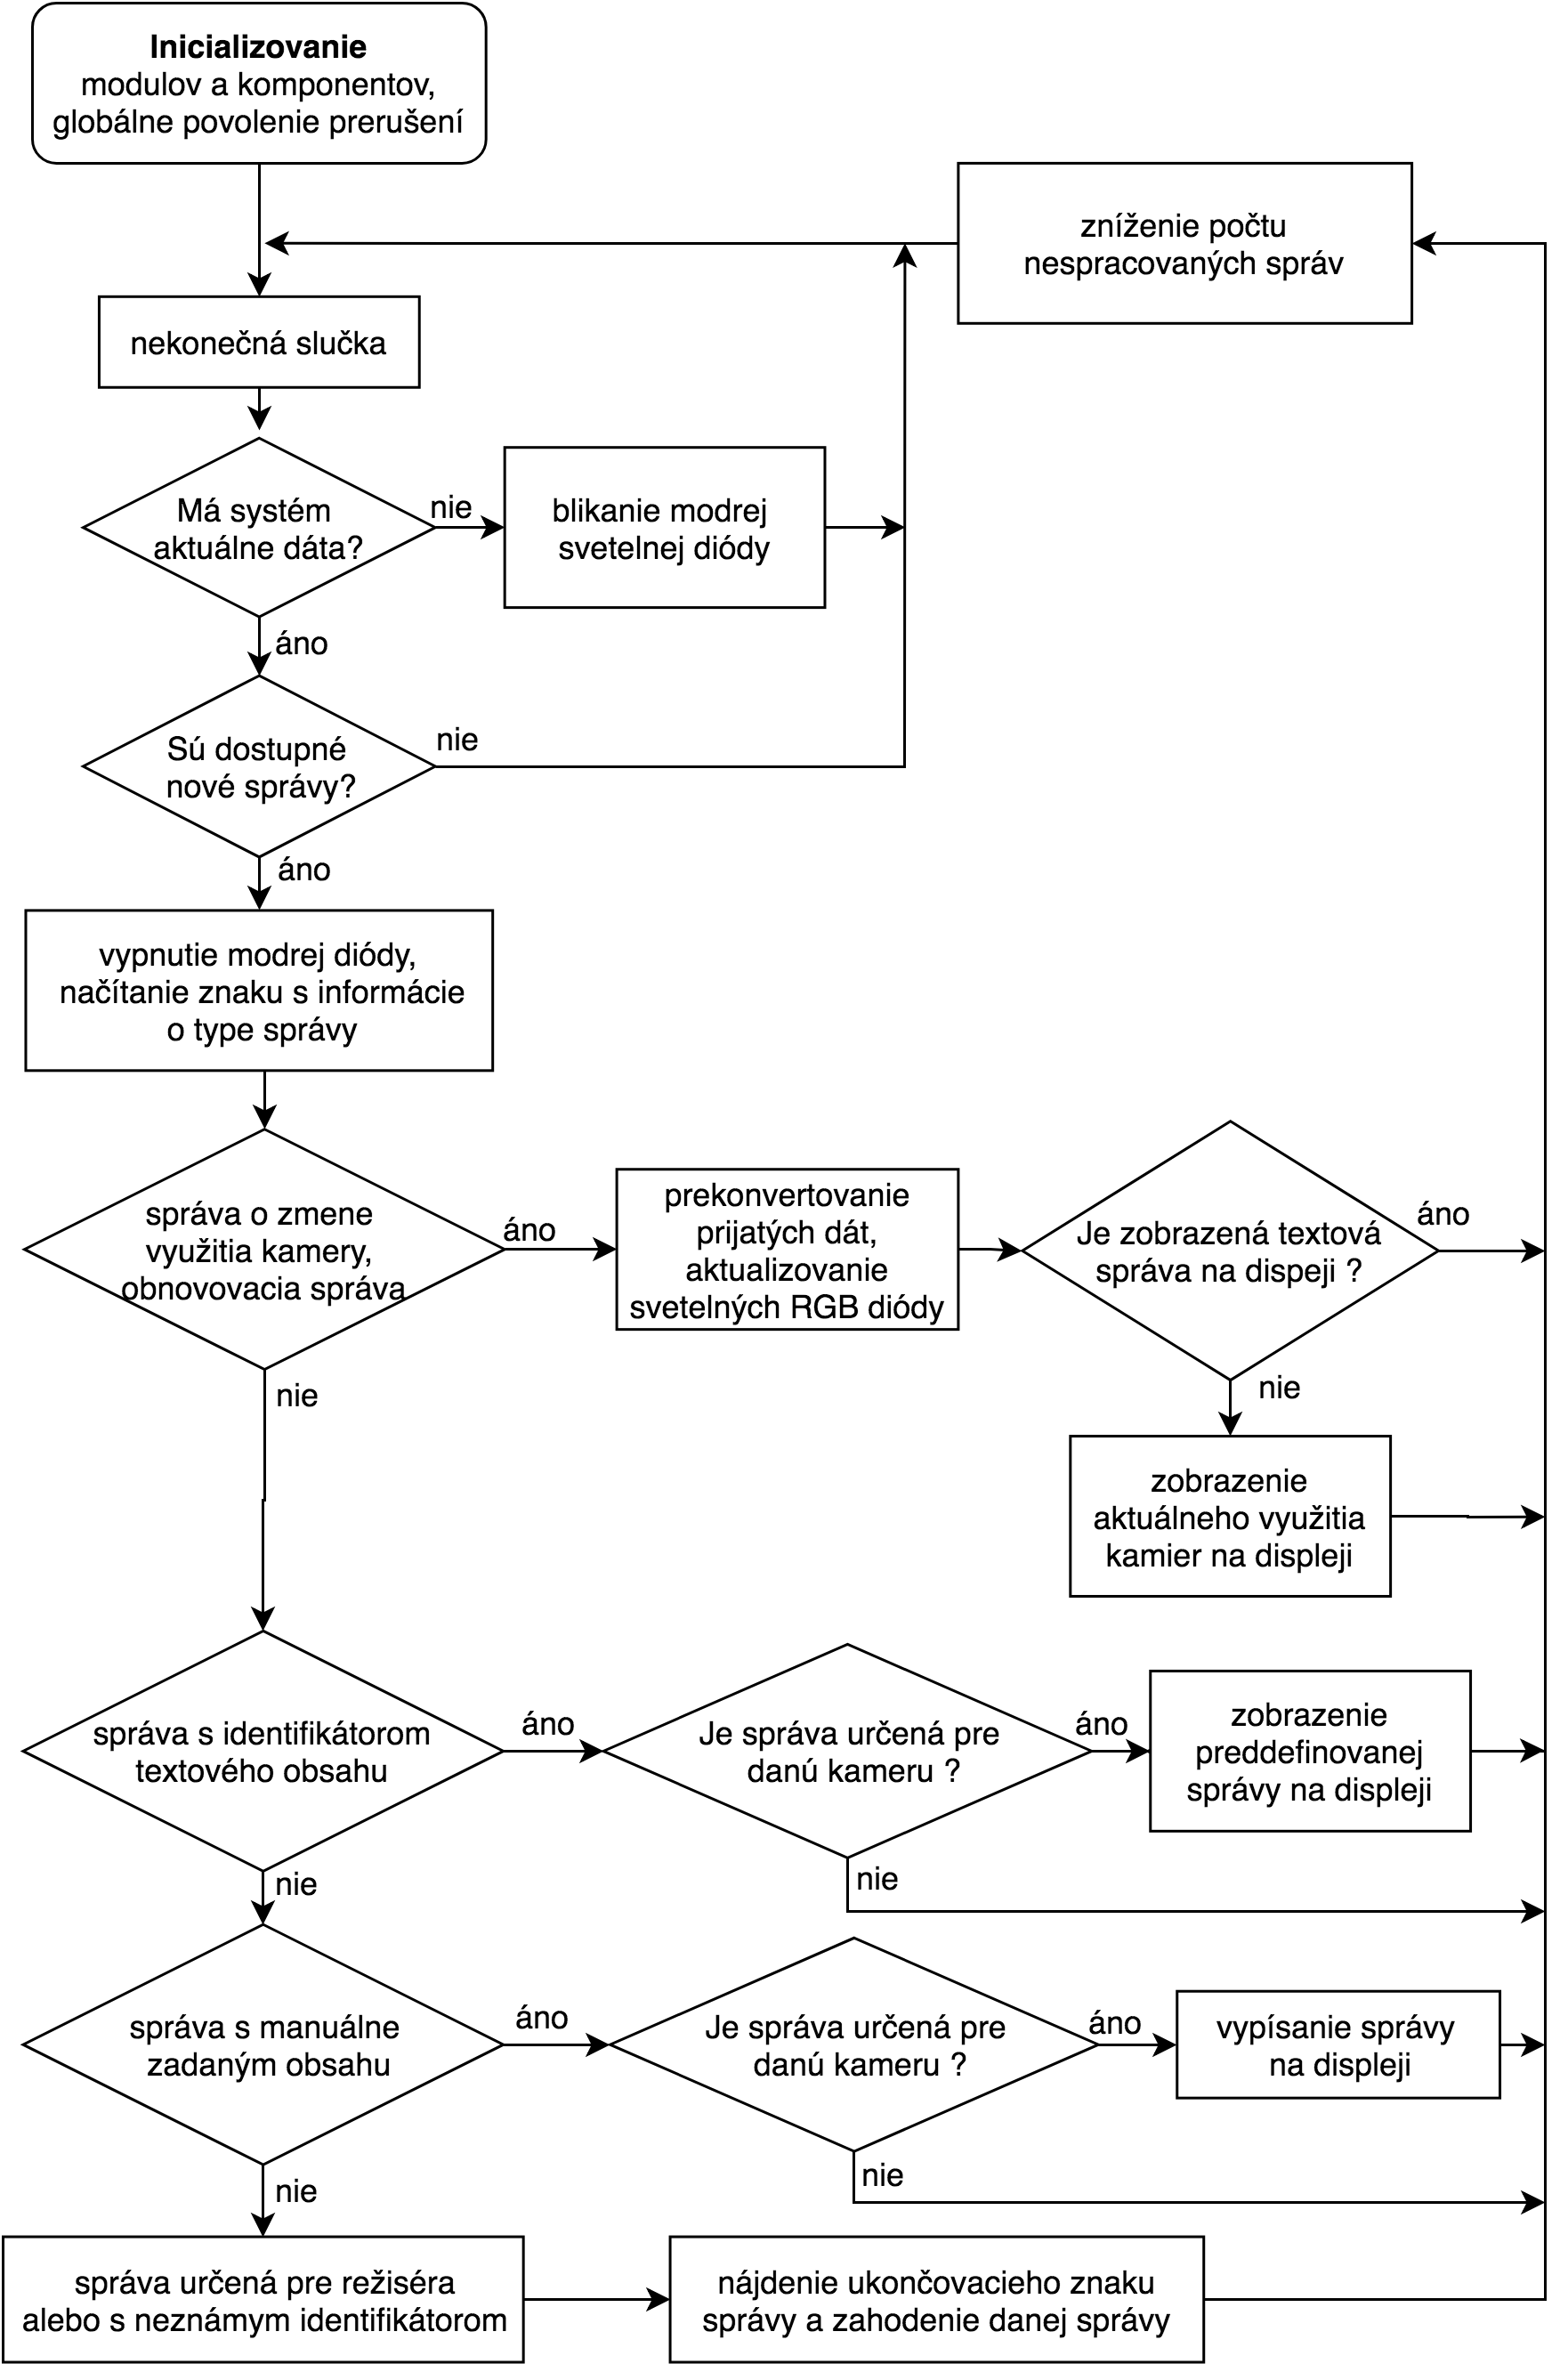 Inicializovanie
modulov a komponentov,
globálne povolenie prerušení
zníženie počtu
nespracovaných správ
nekonečná slučka
Má systém
aktuálne dáta?
nie
blikanie modrej
svetelnej diódy
áno
Sú dostupné
nové správy?
nie
áno
vypnutie modrej diódy,
načítanie znaku s informácie
o type správy
správa o zmene
využitia kamery,
obnovovacia správa
áno
prekonvertovanie
prijatých dát,
aktualizovanie
svetelných RGB diódy
Je zobrazená textová
správa na dispeji ?
áno
nie
nie
zobrazenie
aktuálneho využitia
kamier na displeji
správa s identifikátorom
textového obsahu
áno
Je správa určená pre
danú kameru ?
áno
zobrazenie
preddefinovanej
správy na displeji
nie
nie
správa s manuálne
zadaným obsahu
áno
Je správa určená pre
danú kameru ?
áno
vypísanie správy
na displeji
nie
nie
správa určená pre režiséra
alebo s neznámym identifikátorom
nájdenie ukončovacieho znaku
správy a zahodenie danej správy